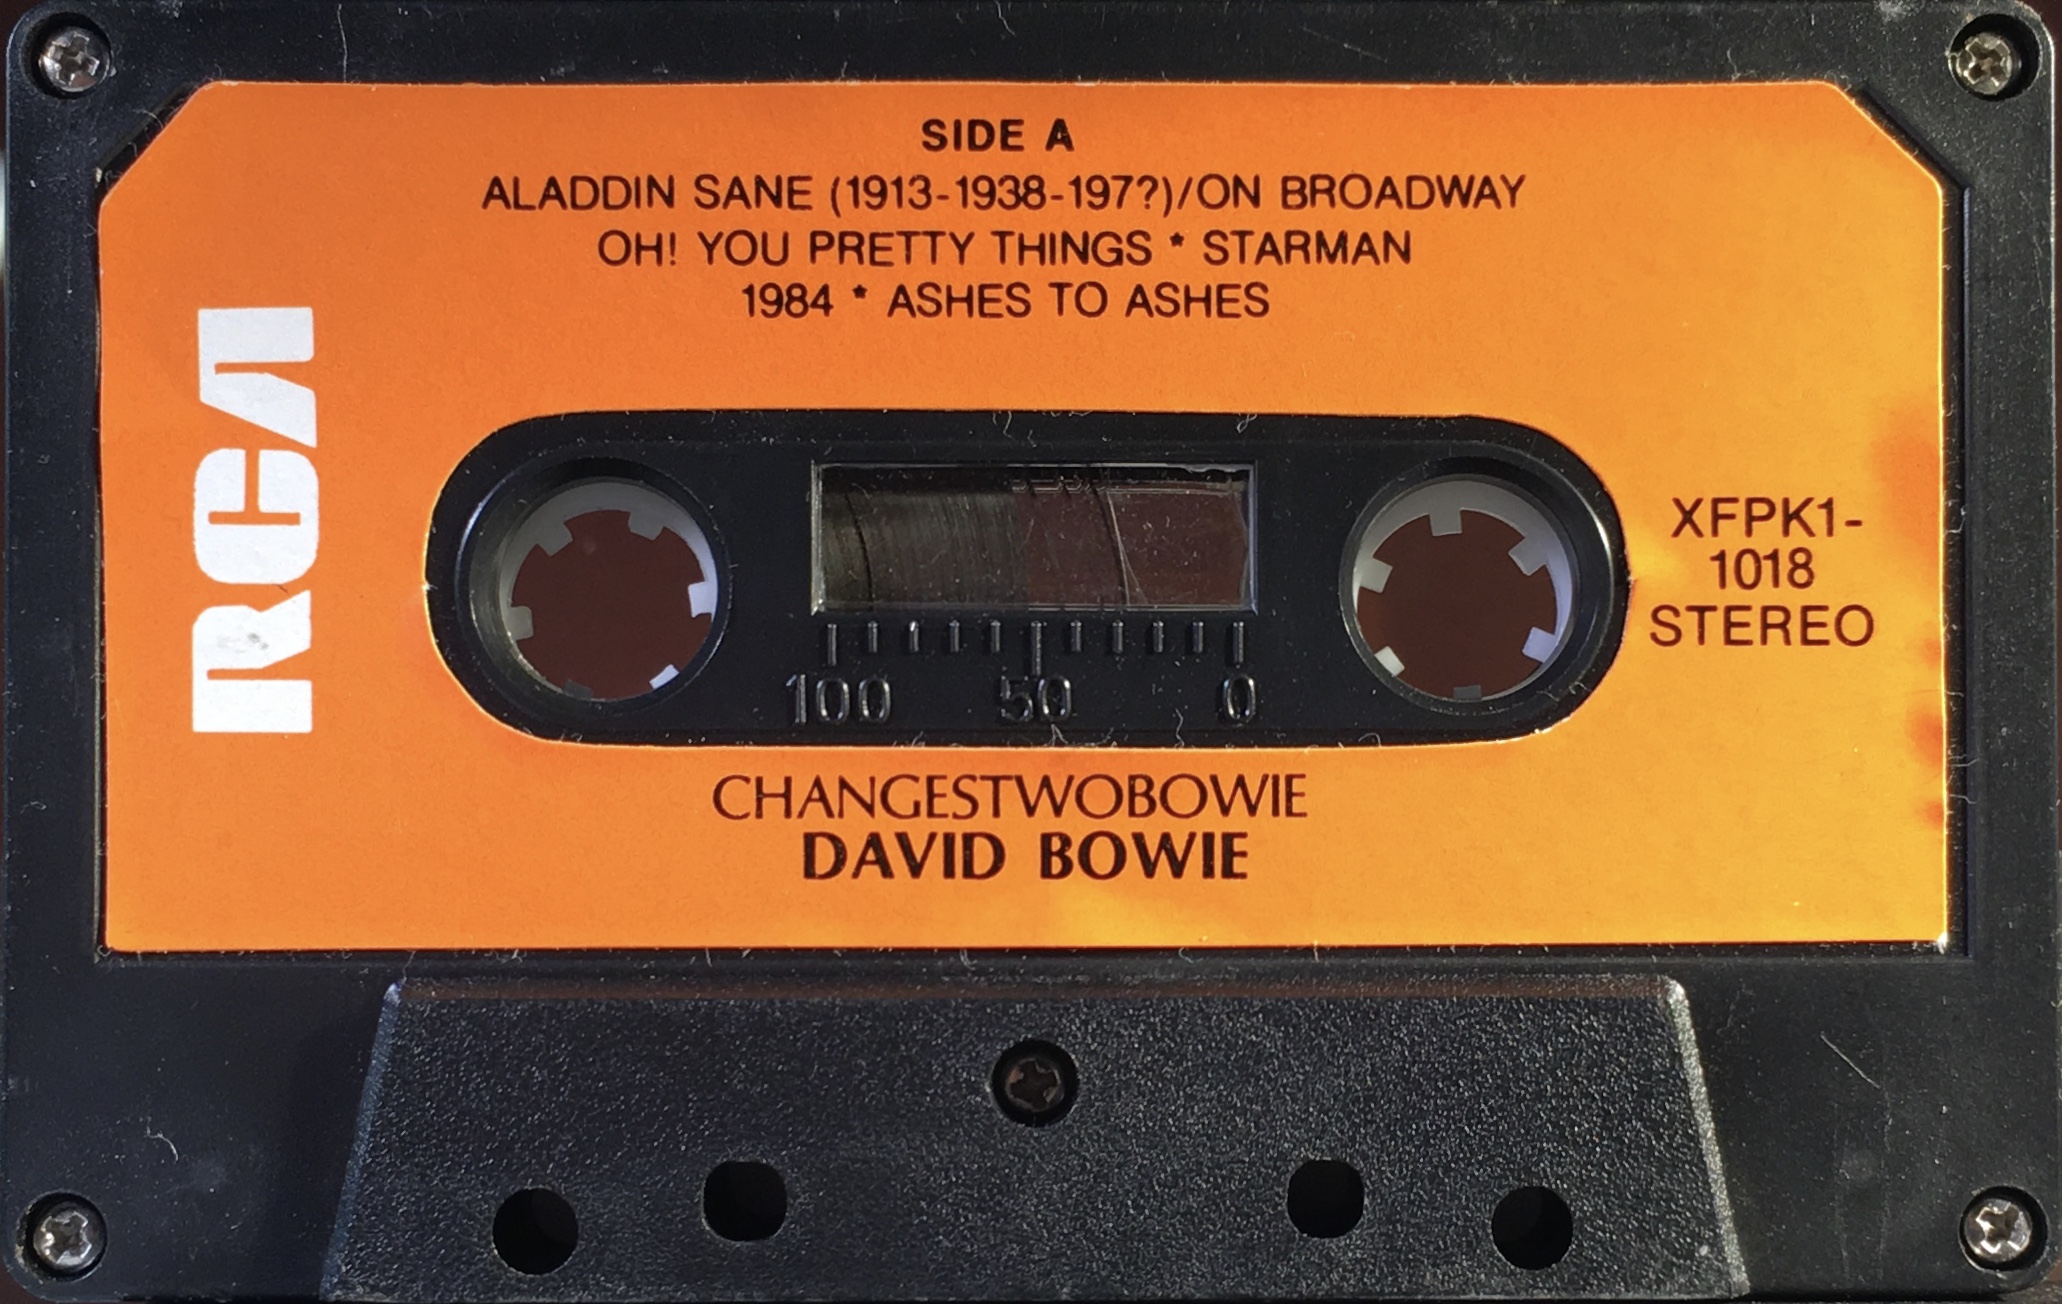 SIDE A
ALADDIN SANE (1913-1938-197?)/ON BROADWAY
OH! YOU PRETTY THINGS * STARMAN
1984 * ASHES TO ASHES
RCA
100 50 0
XFPK1-
1018
STEREO
CHANGESTWOBOWIE
DAVID BOWIE